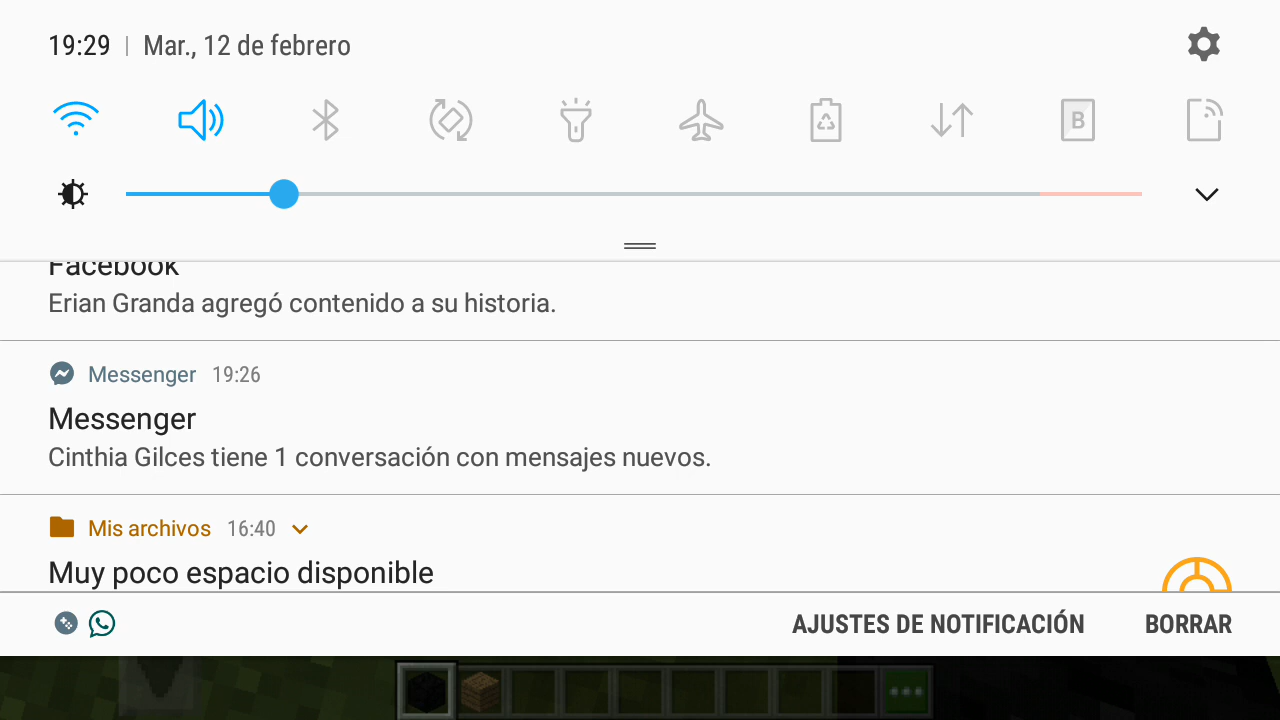 19:29 | Mar., 12 de febrero
B
Facebook
Erian Granda agregó contenido a su historia.
Messenger 19:26
Messenger
Cinthia Gilces tiene 1 conversación con mensajes nuevos.
Mis archivos 16:40
Muy poco espacio disponible
AJUSTES DE NOTIFICACIÓN BORRAR